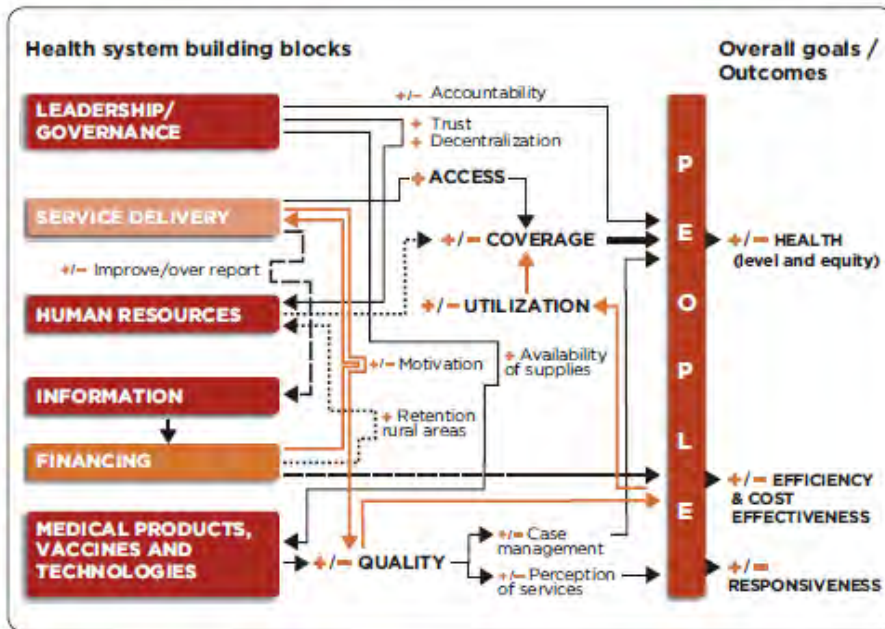 Health system building blocks
Overall goals /
Outcomes
LEADERSHIP/
GOVERNANCE
+/− Accountability
+ Trust
+ Decentralization
+ ACCESS
SERVICE DELIVERY
+/− COVERAGE
+/− HEALTH
(level and equity)
+/− Improve/over report
HUMAN RESOURCES
+/− UTILIZATION
+/− Motivation
+ Availability
of supplies
INFORMATION
+ Retention
rural areas
FINANCING
+/− EFFICIENCY
& COST
EFFECTIVENESS
MEDICAL PRODUCTS,
VACCINES AND
TECHNOLOGIES
+/− QUALITY
+/− Case
management
+/− Perception
of services
+/−
RESPONSIVENESS
P
E
O
P
L
E